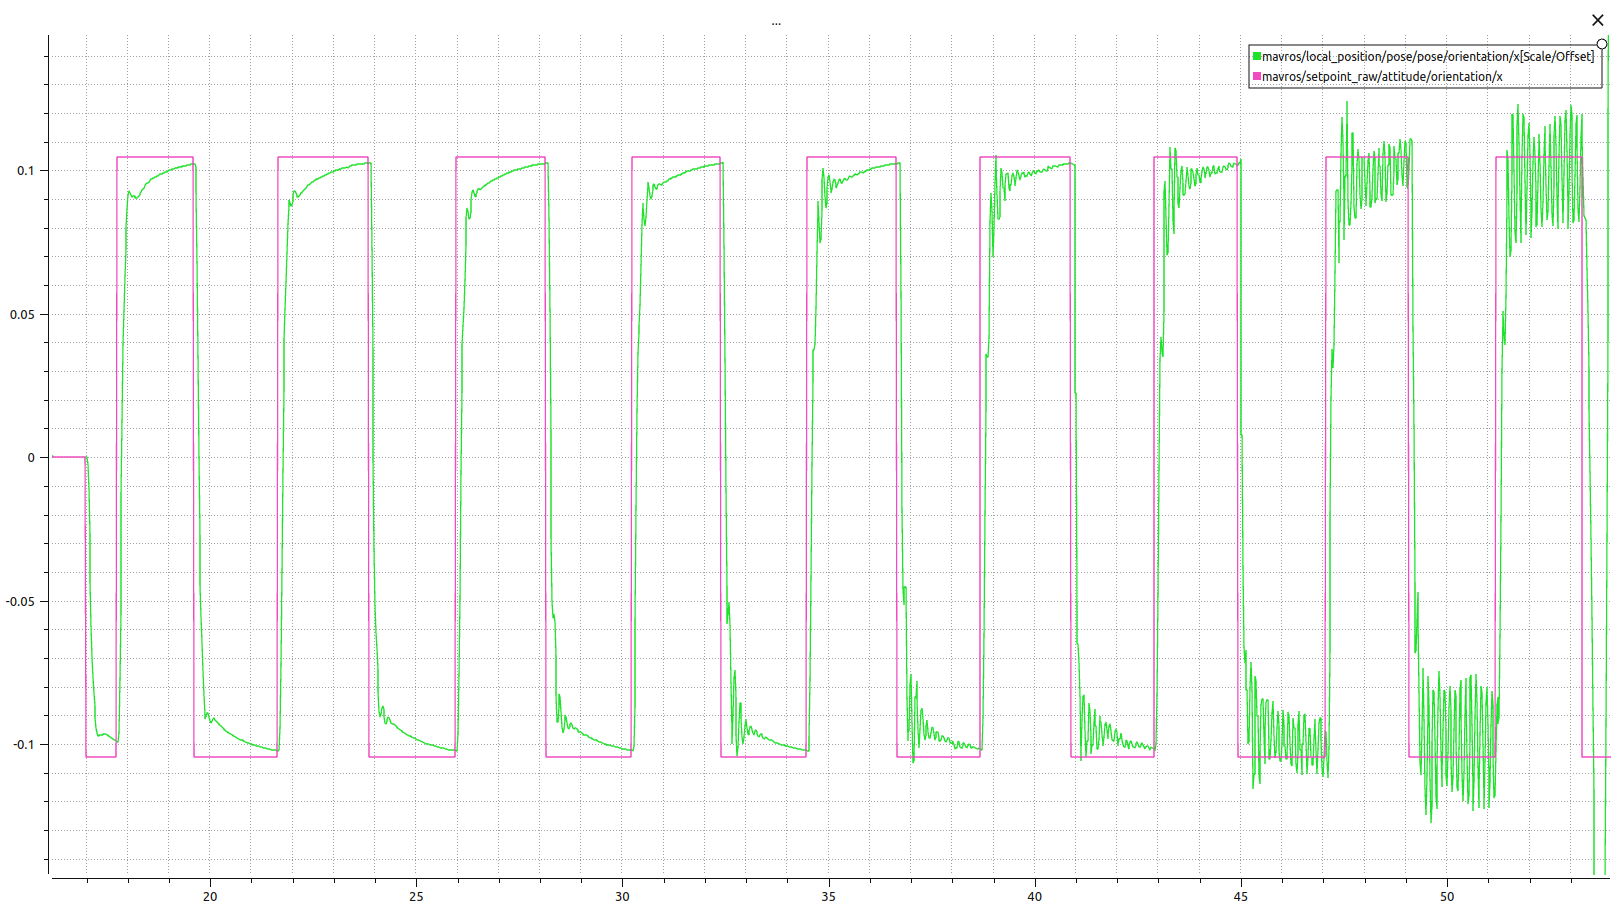 ...
mavros/local_position/pose/pose/orientation/x[Scale/Offset]
mavros/setpoint_raw/attitude/orientation/x
0.1
0.05
0
-0.05
-0.1
20 25 30 35 40 45 50